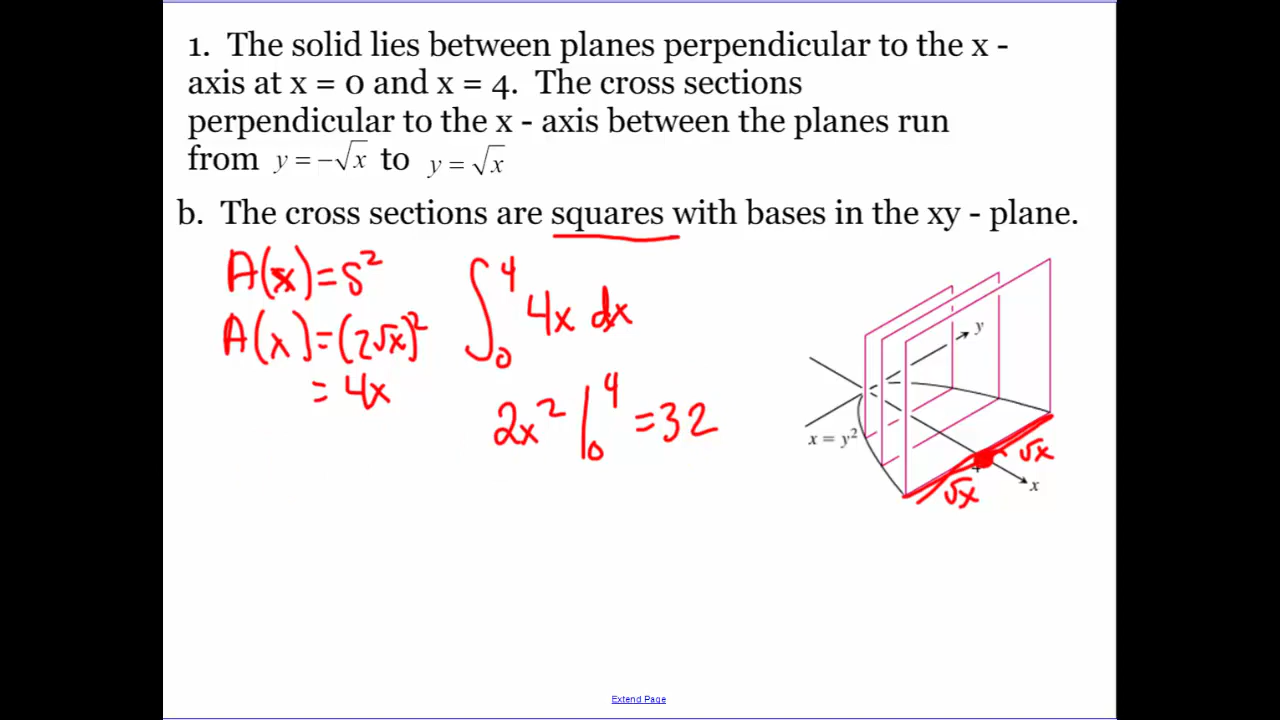 1. The solid lies between planes perpendicular to the x -
axis at x = 0 and x = 4. The cross sections
perpendicular to the x - axis between the planes run
from y = −√x to y = √x
b. The cross sections are squares with bases in the xy - plane.
A(x) = s²
A(x) = (2√x)²
= 4x
∫₀⁴ 4x dx
2x² |₀⁴ = 32
y
x = y²
√x
√x
4
x
Extend Page